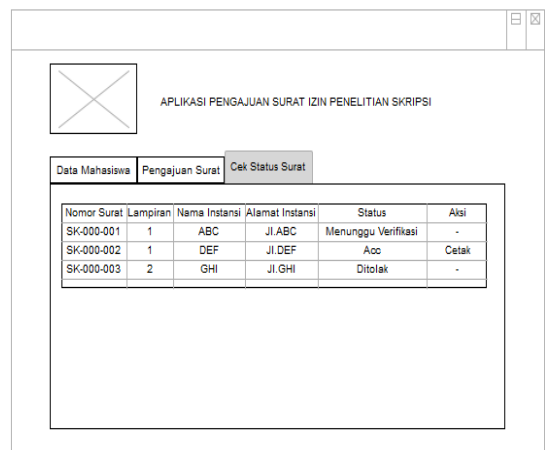 APLIKASI PENGAJUAN SURAT IZIN PENELITIAN SKRIPSI
Data Mahasiswa Pengajuan Surat Cek Status Surat
Nomor Surat Lampiran Nama Instansi Alamat Instansi Status Aksi
SK-000-001 1 ABC Jl.ABC Menunggu Verifikasi -
SK-000-002 1 DEF Jl.DEF Acc Cetak
SK-000-003 2 GHI Jl.GHI Ditolak -